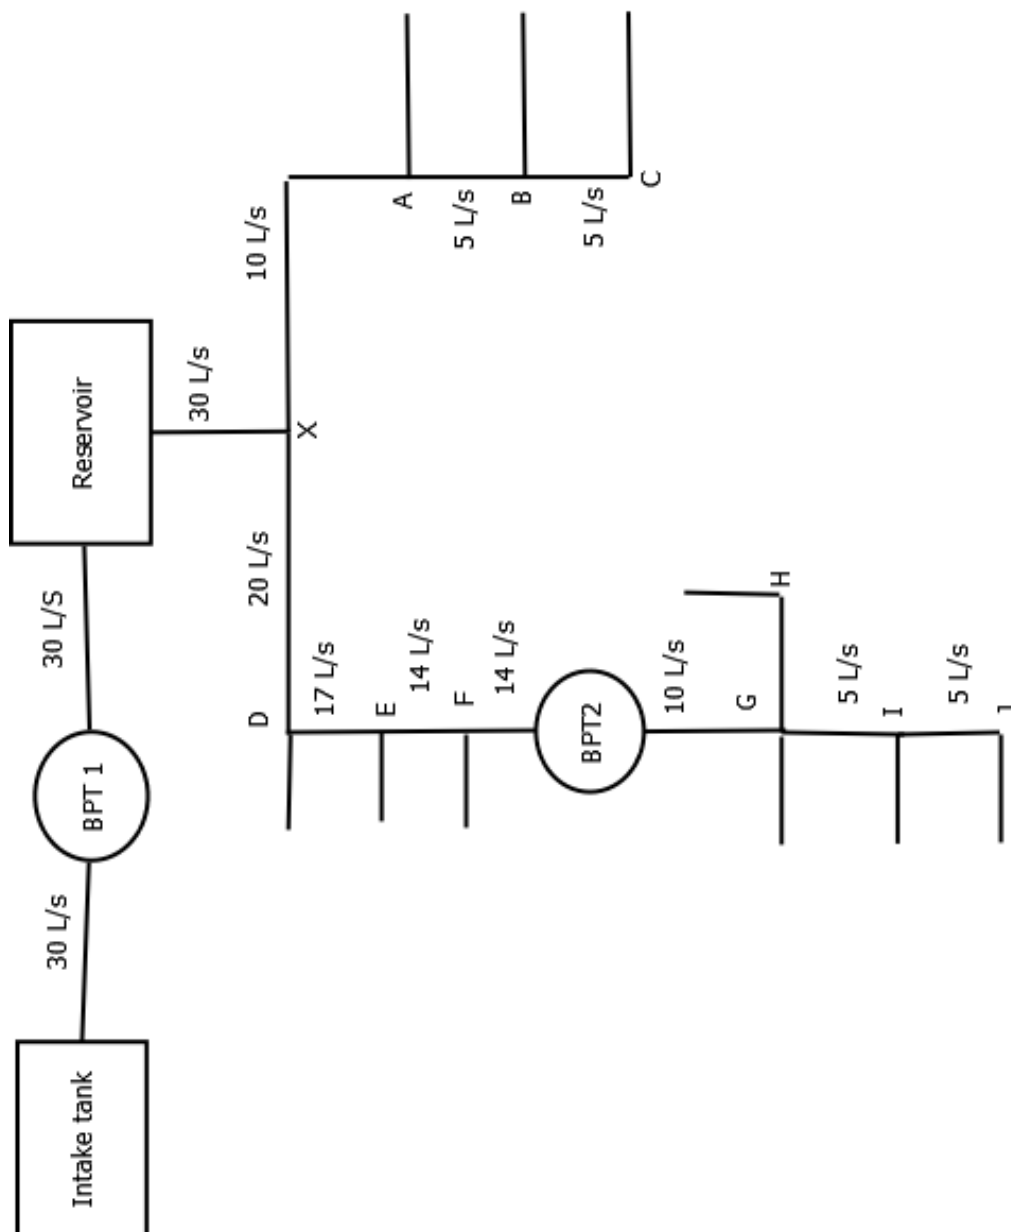 Intake tank
30 L/s
BPT 1
30 L/S
Reservoir
30 L/s
D
20 L/s
X
10 L/s
17 L/s
E
14 L/s
F
14 L/s
A
5 L/s
B
5 L/s
C
BPT2
10 L/s
G
H
5 L/s
I
5 L/s
J